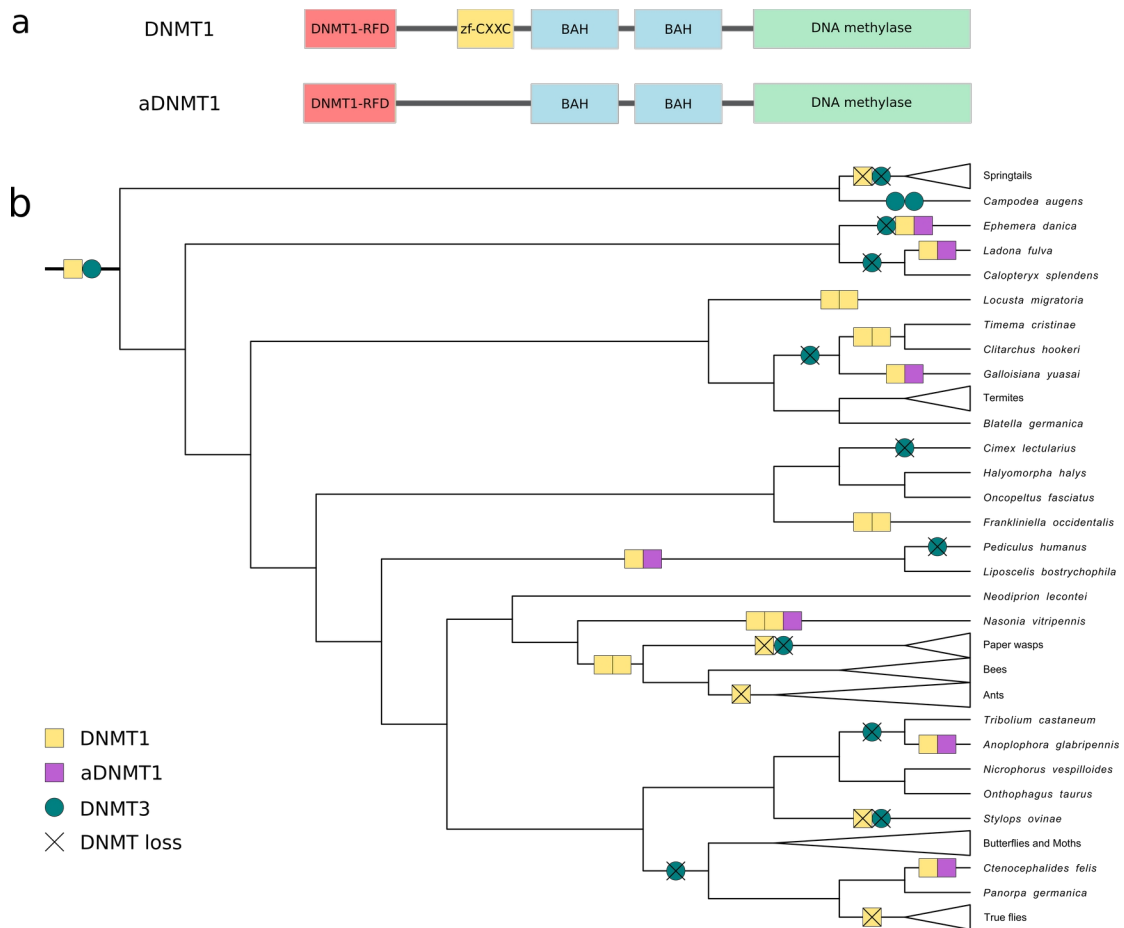 a
DNMT1
DNMT1-RFD
zf-CXXC
BAH
BAH
DNA methylase
aDNMT1
DNMT1-RFD
BAH
BAH
DNA methylase
b
Springtails
Campodea augens
Ephemera danica
Ladona fulva
Calopteryx splendens
Locusta migratoria
Timema cristinae
Clitarchus hookeri
Galloisiana yuasai
Termites
Blatella germanica
Cimex lectularius
Halyomorpha halys
Oncopeltus fasciatus
Frankliniella occidentalis
Pediculus humanus
Liposcelis bostrychophila
Neodiprion lecontei
Nasonia vitripennis
Paper wasps
Bees
Ants
Tribolium castaneum
Anoplophora glabripennis
Nicrophorus vespilloides
Onthophagus taurus
Stylops ovinae
Butterflies and Moths
Ctenocephalides felis
Panorpa germanica
True flies
DNMT1
aDNMT1
DNMT3
DNMT loss